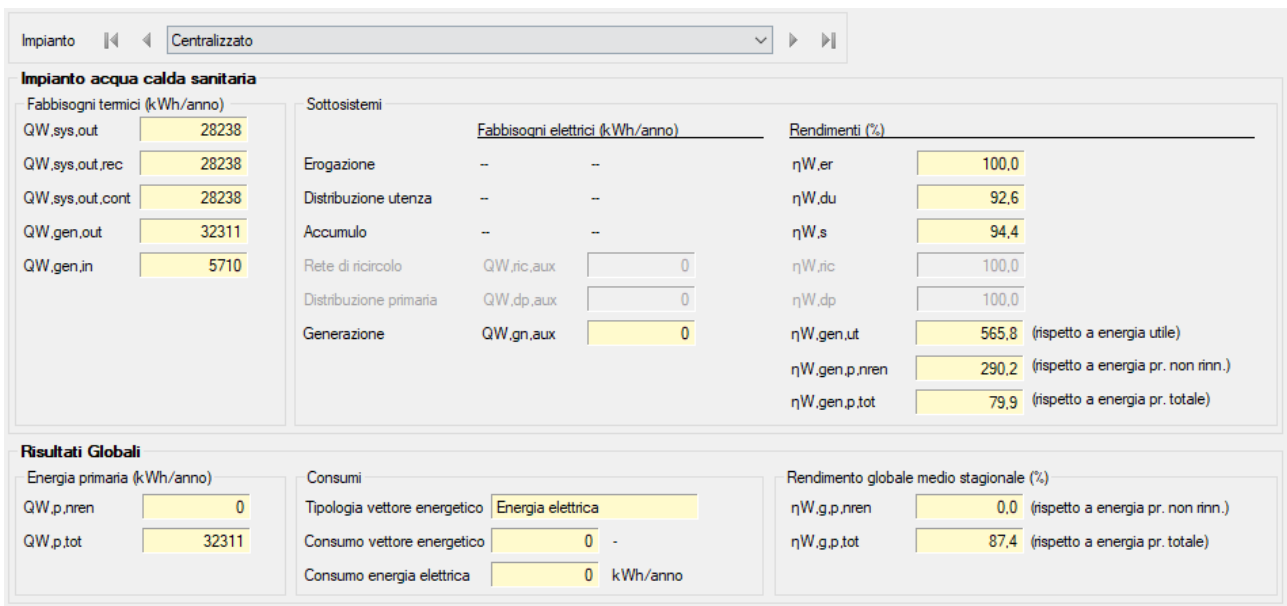 Impianto Centralizzato
Impianto acqua calda sanitaria
Fabbisogni termici (kWh/anno)
QW,sys,out 28238
QW,sys,out,rec 28238
QW,sys,out,cont 28238
QW,gen,out 32311
QW,gen,in 5710
Sottosistemi
Fabbisogni elettrici (kWh/anno) Rendimenti (%)
Erogazione -- -- ηW,er 100,0
Distribuzione utenza -- -- ηW,du 92,6
Accumulo -- -- ηW,s 94,4
Rete di ricircolo QW,ric,aux 0 ηW,ric 100,0
Distribuzione primaria QW,dp,aux 0 ηW,dp 100,0
Generazione QW,gn,aux 0 ηW,gen,ut 565,8 (rispetto a energia utile)
ηW,gen,p,nren 290,2 (rispetto a energia pr. non rinn.)
ηW,gen,p,tot 79,9 (rispetto a energia pr. totale)
Risultati Globali
Energia primaria (kWh/anno)
QW,p,nren 0
QW,p,tot 32311
Consumi
Tipologia vettore energetico Energia elettrica
Consumo vettore energetico 0 -
Consumo energia elettrica 0 kWh/anno
Rendimento globale medio stagionale (%)
ηW,g,p,nren 0,0 (rispetto a energia pr. non rinn.)
ηW,g,p,tot 87,4 (rispetto a energia pr. totale)